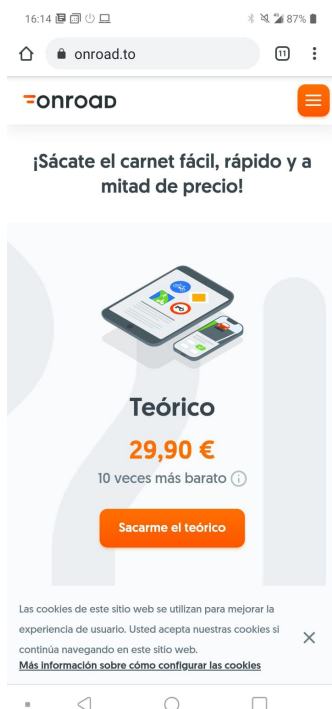 16:14 87%
onroad.to 11
onroad
¡Sácate el carnet fácil, rápido y a
mitad de precio!
Teórico
29,90 €
10 veces más barato i
Sacarme el teórico
Las cookies de este sitio web se utilizan para mejorar la
experiencia de usuario. Usted acepta nuestras cookies si
continúa navegando en este sitio web.
Más información sobre cómo configurar las cookies